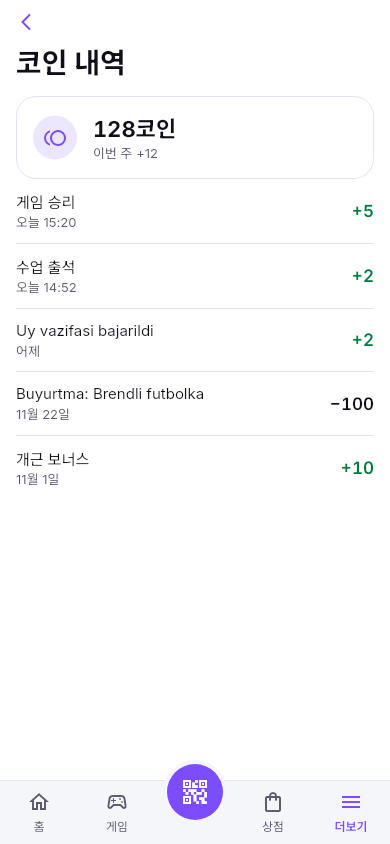 코인 내역
128코인
이번 주 +12
게임 승리
오늘 15:20
+5
수업 출석
오늘 14:52
+2
Uy vazifasi bajarildi
어제
+2
Buyurtma: Brendli futbolka
11월 22일
−100
개근 보너스
11월 1일
+10
홈
게임
상점
더보기